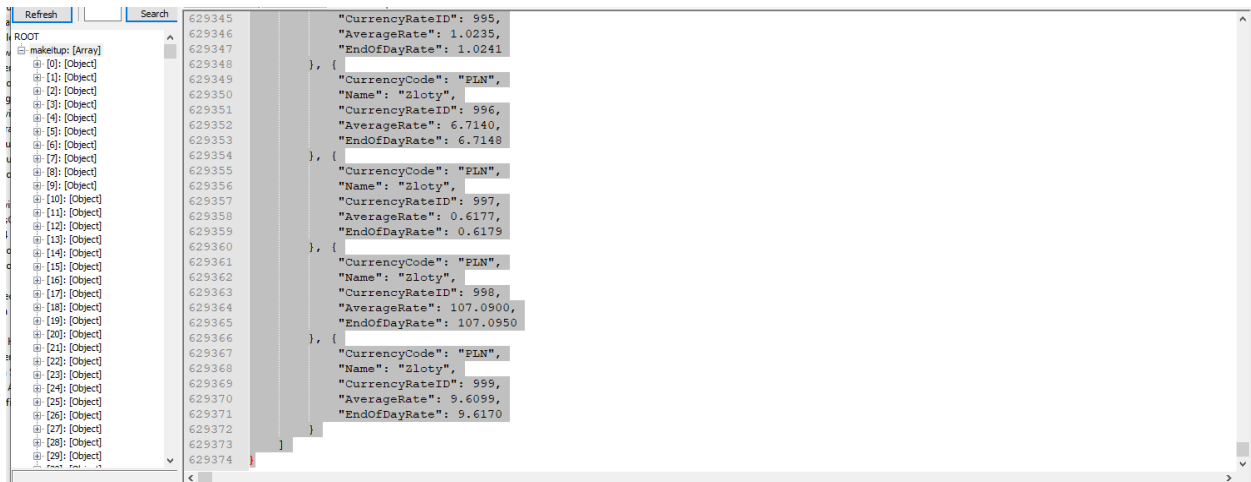 Refresh
Search
ROOT
makeitup: [Array]
[0]: [Object]
[1]: [Object]
[2]: [Object]
[3]: [Object]
[4]: [Object]
[5]: [Object]
[6]: [Object]
[7]: [Object]
[8]: [Object]
[9]: [Object]
[10]: [Object]
[11]: [Object]
[12]: [Object]
[13]: [Object]
[14]: [Object]
[15]: [Object]
[16]: [Object]
[17]: [Object]
[18]: [Object]
[19]: [Object]
[20]: [Object]
[21]: [Object]
[22]: [Object]
[23]: [Object]
[24]: [Object]
[25]: [Object]
[26]: [Object]
[27]: [Object]
[28]: [Object]
[29]: [Object]
629345 "CurrencyRateID": 995,
629346 "AverageRate": 1.0235,
629347 "EndOfDayRate": 1.0241
629348 }, {
629349 "CurrencyCode": "PLN",
629350 "Name": "Zloty",
629351 "CurrencyRateID": 996,
629352 "AverageRate": 6.7140,
629353 "EndOfDayRate": 6.7148
629354 }, {
629355 "CurrencyCode": "PLN",
629356 "Name": "Zloty",
629357 "CurrencyRateID": 997,
629358 "AverageRate": 0.6177,
629359 "EndOfDayRate": 0.6179
629360 }, {
629361 "CurrencyCode": "PLN",
629362 "Name": "Zloty",
629363 "CurrencyRateID": 998,
629364 "AverageRate": 107.0900,
629365 "EndOfDayRate": 107.0950
629366 }, {
629367 "CurrencyCode": "PLN",
629368 "Name": "Zloty",
629369 "CurrencyRateID": 999,
629370 "AverageRate": 9.6099,
629371 "EndOfDayRate": 9.6170
629372 }
629373 ]
629374 }